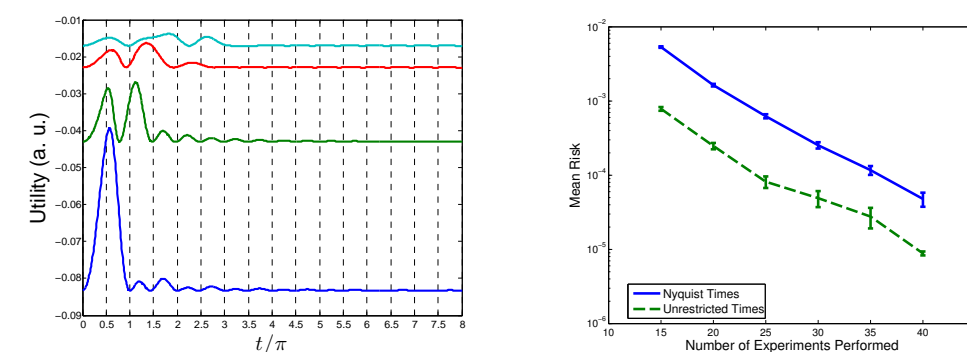 −0.01
−0.02
−0.03
−0.04
−0.05
−0.06
−0.07
−0.08
−0.09
Utility (a. u.)
0 0.5 1 1.5 2 2.5 3 3.5 4 4.5 5 5.5 6 6.5 7 7.5 8
t/π
10−2
10−3
10−4
10−5
10−6
Mean Risk
Nyquist Times
Unrestricted Times
10 15 20 25 30 35 40
Number of Experiments Performed